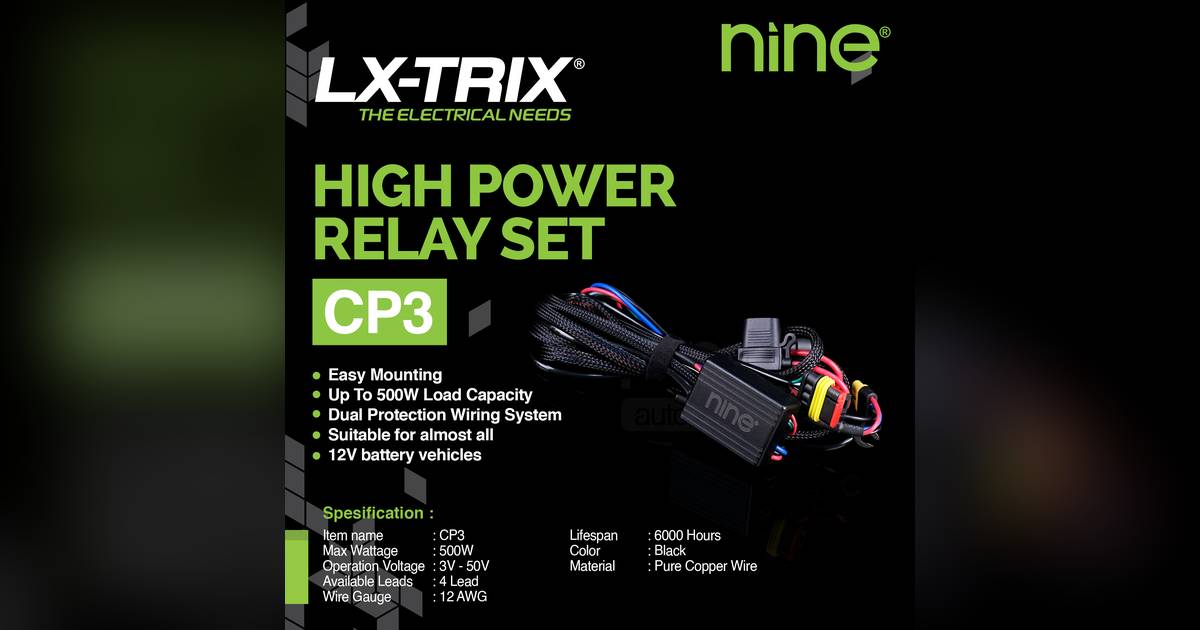 nine®
LX-TRIX®
THE ELECTRICAL NEEDS
HIGH POWER
RELAY SET
CP3
Easy Mounting
Up To 500W Load Capacity
Dual Protection Wiring System
Suitable for almost all
12V battery vehicles
nine®
auto
Spesification :
Item name : CP3
Max Wattage : 500W
Operation Voltage : 3V - 50V
Available Leads : 4 Lead
Wire Gauge : 12 AWG
Lifespan : 6000 Hours
Color : Black
Material : Pure Copper Wire